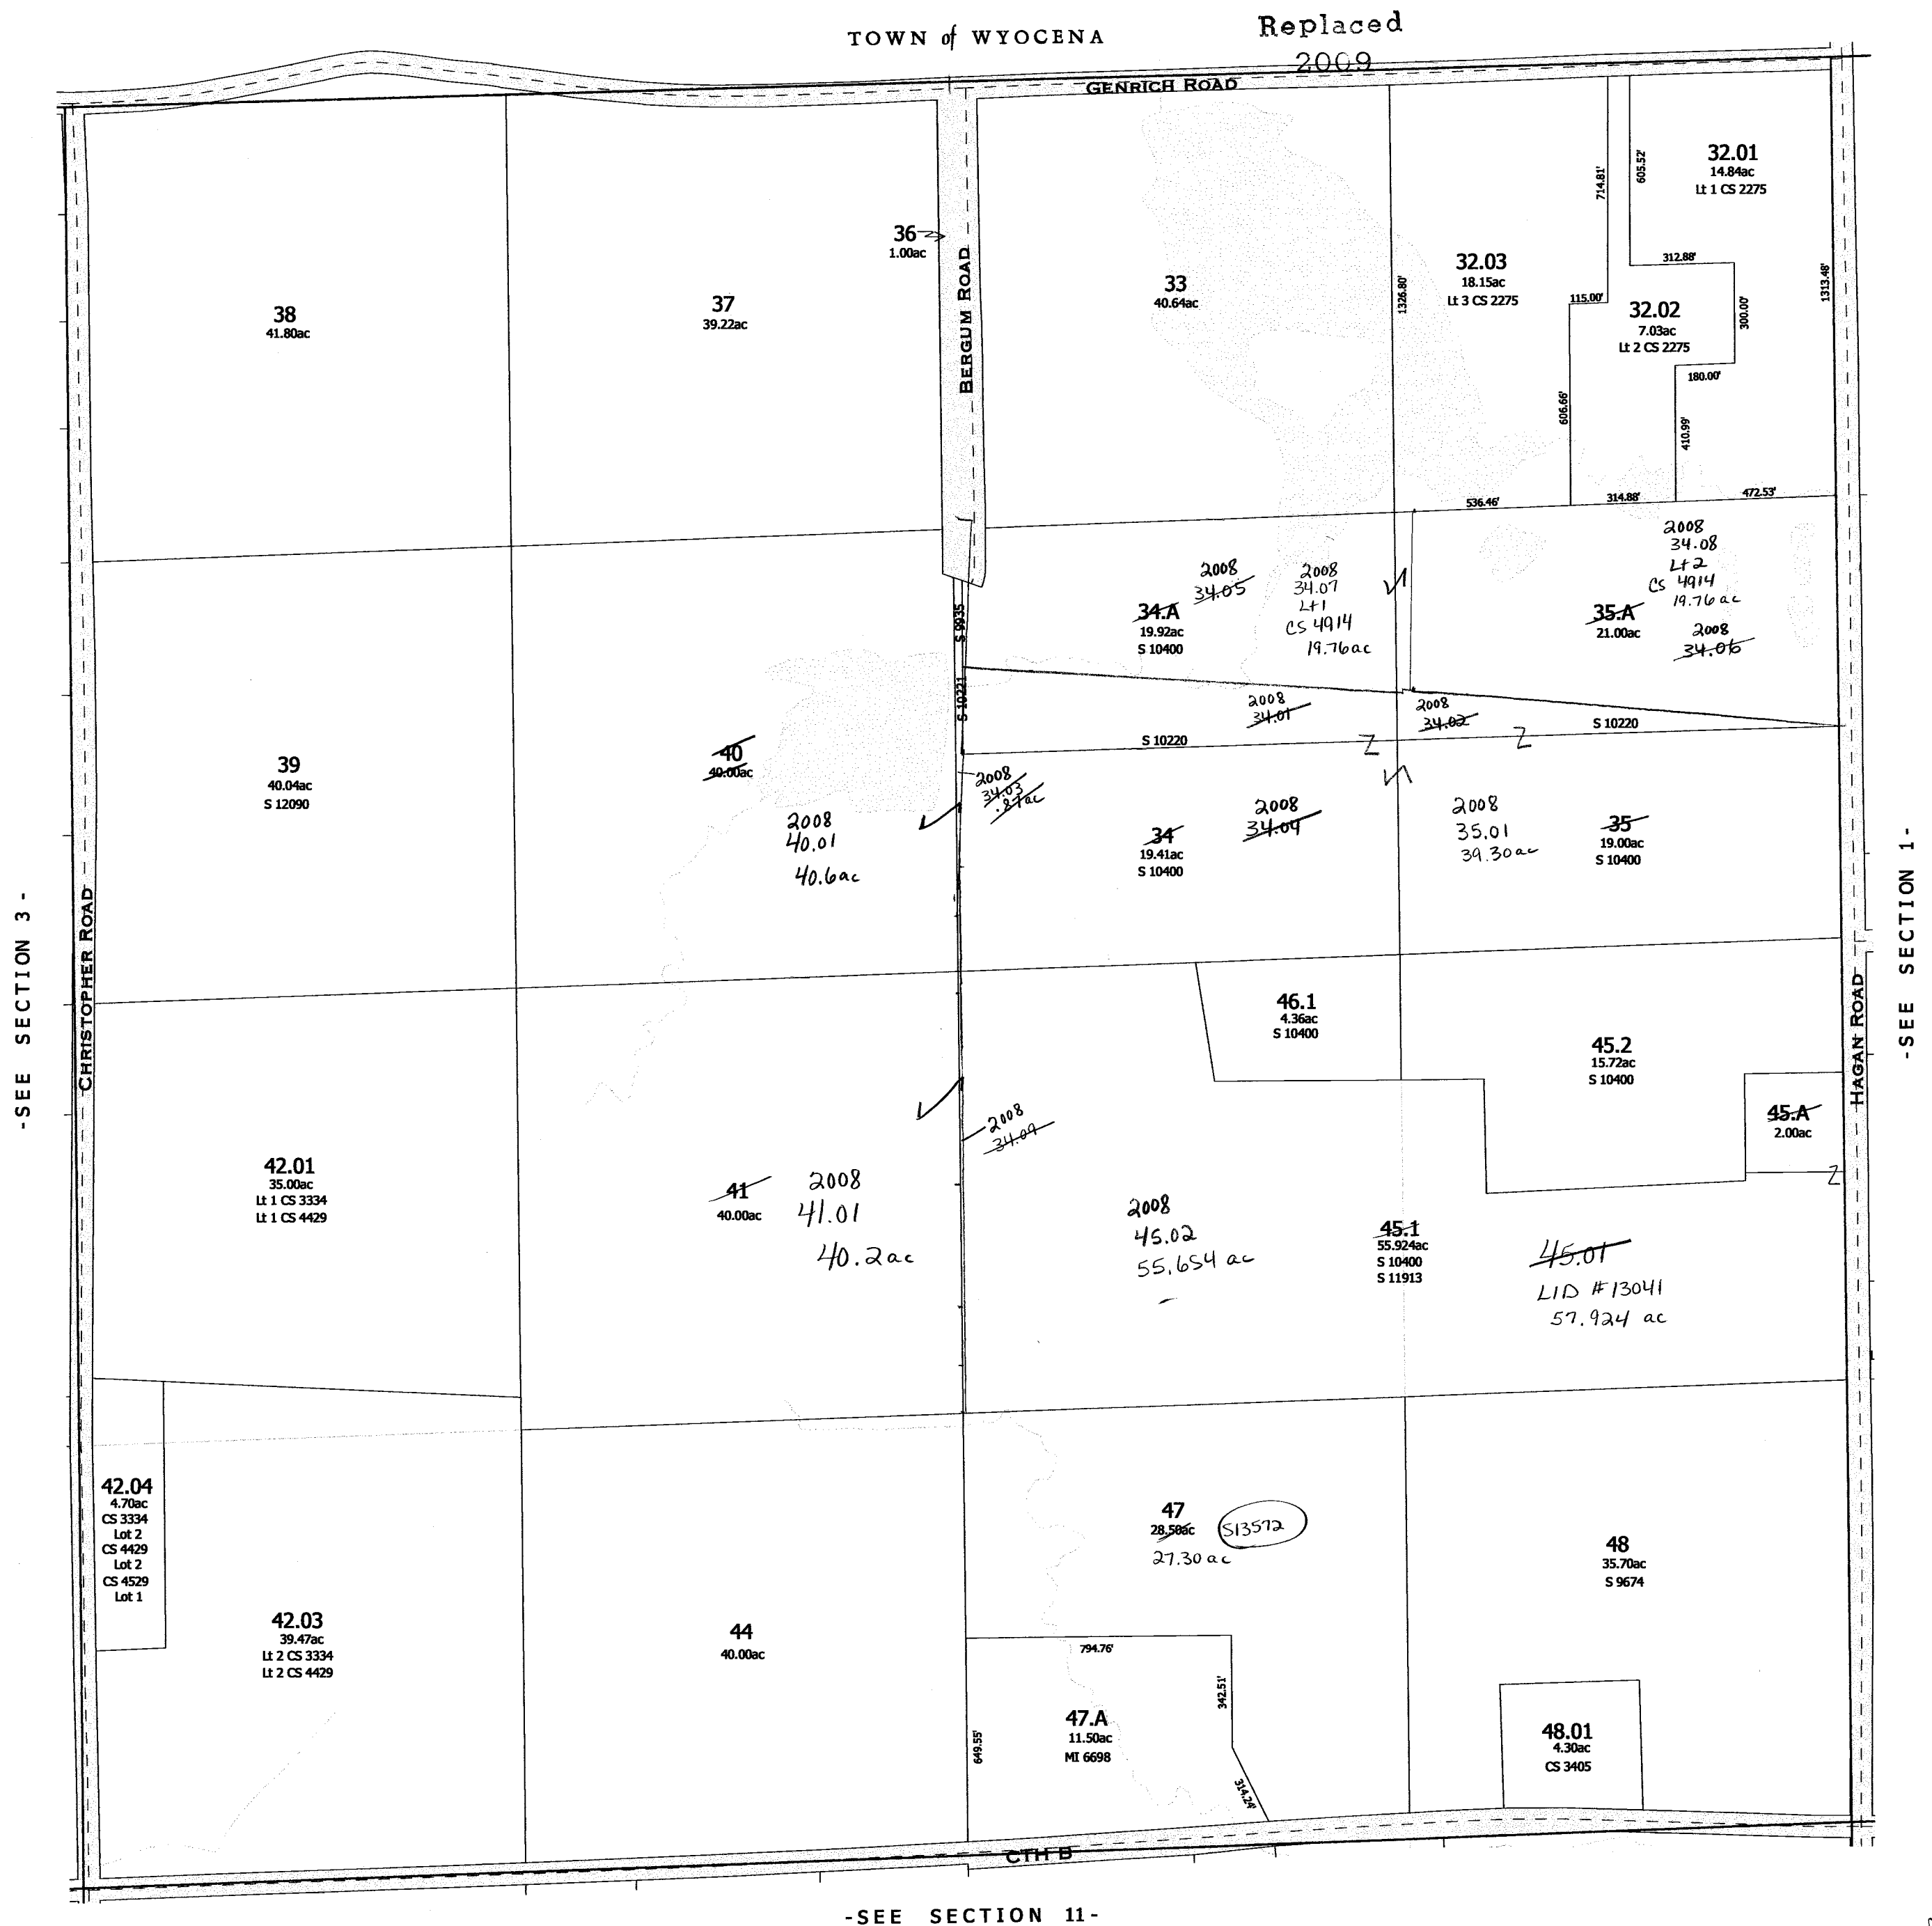 TOWN of WYOCENA
Replaced
2009
GENRICH ROAD
32.01
14.84ac
Lt 1 CS 2275
714.81'
605.52'
312.88'
1313.48'
36
1.00ac
BERGUM ROAD
33
40.64ac
1326.80'
32.03
18.15ac
Lt 3 CS 2275
115.00'
32.02
7.03ac
Lt 2 CS 2275
300.00'
180.00'
606.66'
410.99'
38
41.80ac
37
39.22ac
536.46'
314.88'
472.53'
2008
34.08
Lt 2
CS 4914
19.76 ac
2008
34.05
2008
34.07
Lt 1
CS 4914
19.76 ac
34.A
19.92ac
S 10400
35.A
21.00ac
2008
34.06
S 9935
S 10221
2008
34.01
2008
34.02
S 10220
S 10220
39
40.04ac
S 12090
40
40.00ac
2008
40.01
40.6ac
2008
34.03
.87ac
34
19.41ac
S 10400
2008
34.04
2008
35.01
39.30ac
35
19.00ac
S 10400
-SEE SECTION 3 -
CHRISTOPHER ROAD
-SEE SECTION 1-
HAGAN ROAD
46.1
4.36ac
S 10400
45.2
15.72ac
S 10400
45.A
2.00ac
2008
34.09
42.01
35.00ac
Lt 1 CS 3334
Lt 1 CS 4429
41
40.00ac
2008
41.01
40.2ac
2008
45.02
55.654 ac
45.1
55.924ac
S 10400
S 11913
45.01
LID #13041
57.924 ac
42.04
4.70ac
CS 3334
Lot 2
CS 4429
Lot 2
CS 4529
Lot 1
42.03
39.47ac
Lt 2 CS 3334
Lt 2 CS 4429
44
40.00ac
47
28.50ac
S13572
27.30 ac
48
35.70ac
S 9674
794.76'
342.51'
649.55'
314.24'
47.A
11.50ac
MI 6698
48.01
4.30ac
CS 3405
CTH B
-SEE SECTION 11-